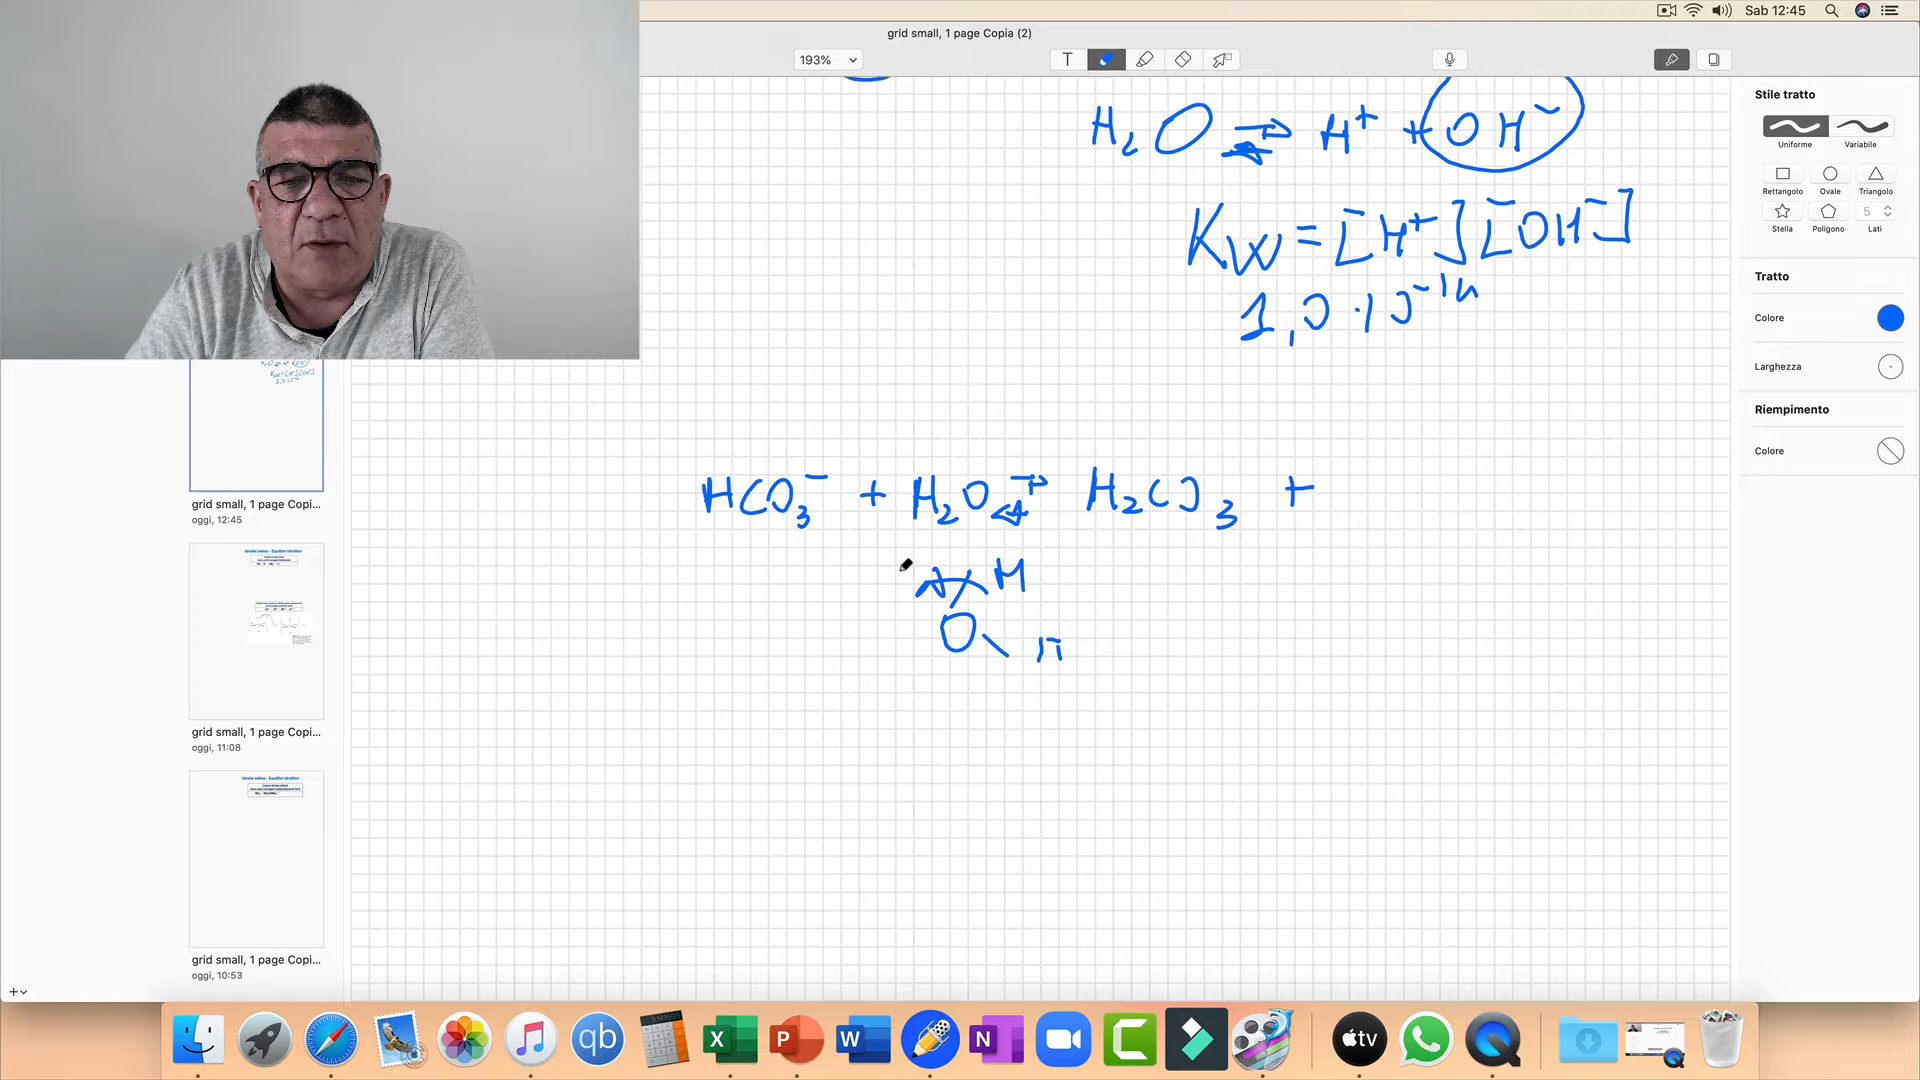 Sab 12:45
grid small, 1 page Copia (2)
193%
T
Stile tratto
Uniforme
Variabile
Rettangolo
Ovale
Triangolo
5
Stella
Poligono
Lati
Tratto
Colore
Larghezza
Riempimento
Colore
H₂O ⇄ H⁺ + OH⁻
Kw = [H⁺][OH⁻]
1,0 · 10⁻¹⁴
HCO₃⁻ + H₂O ⇄ H₂CO₃ +
H
O
grid small, 1 page Copi...
oggi, 12:45
grid small, 1 page Copi...
oggi, 11:08
grid small, 1 page Copi...
oggi, 10:53
qb
X
P
W
N
tv